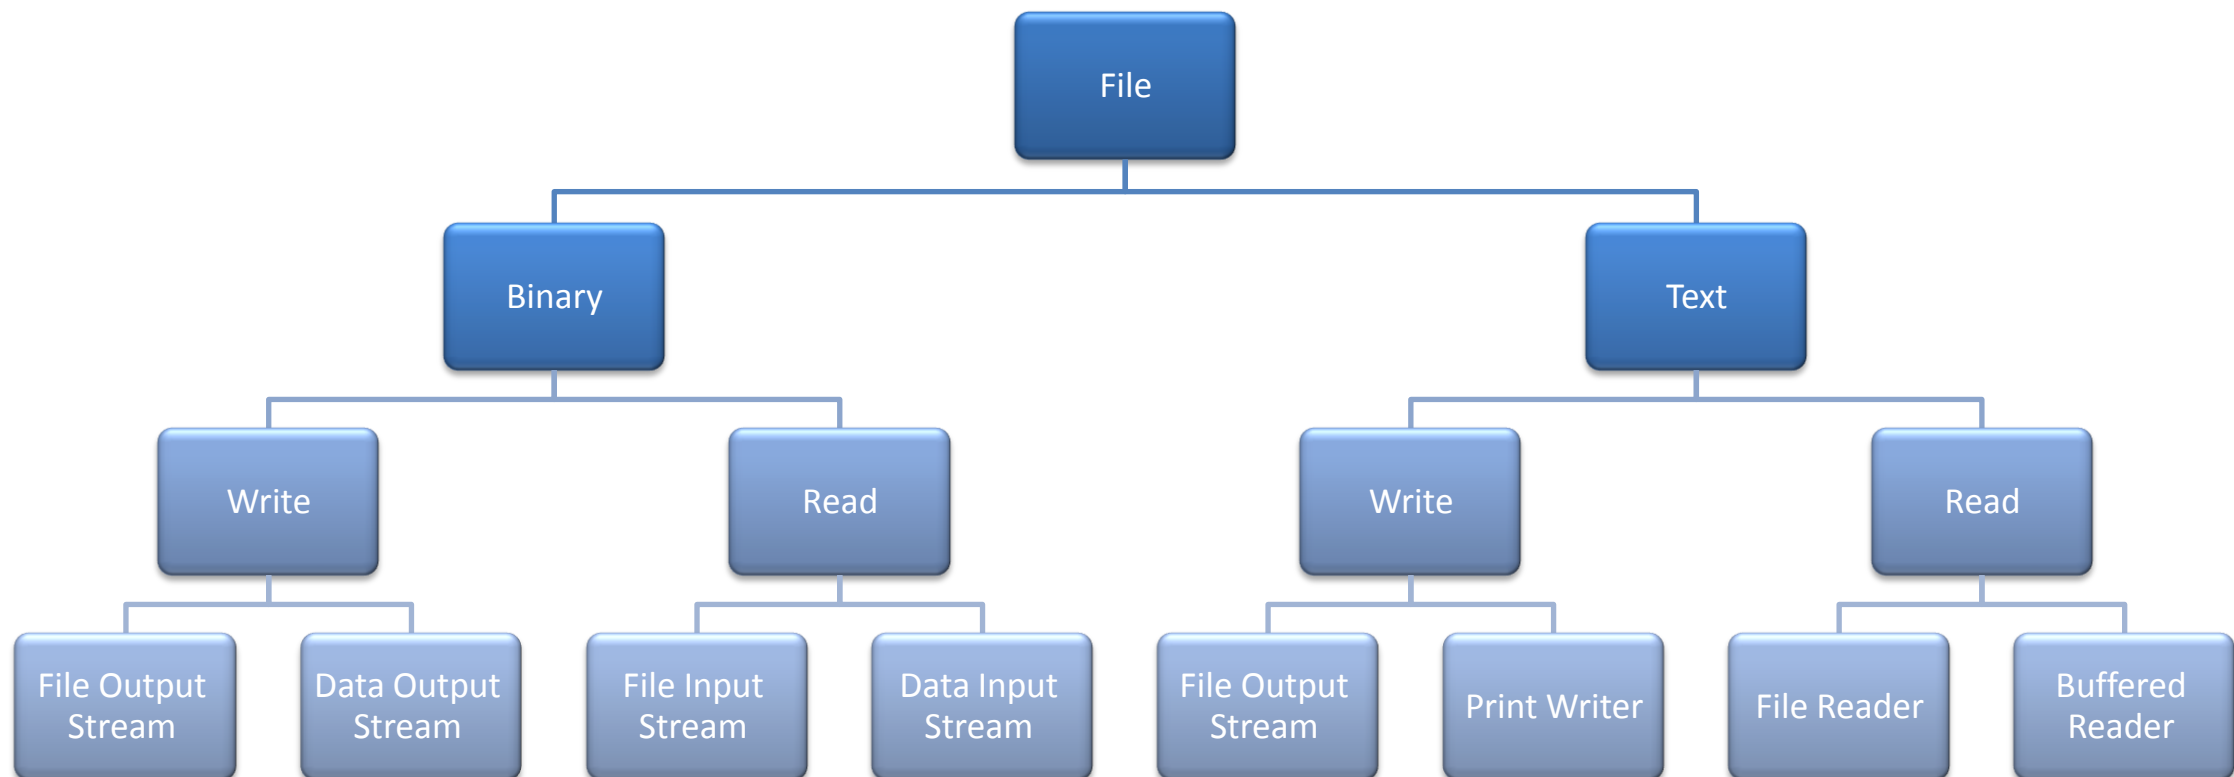 File
Binary
Text
Write
Read
Write
Read
File Output
Stream
Data Output
Stream
File Input
Stream
Data Input
Stream
File Output
Stream
Print Writer
File Reader
Buffered
Reader